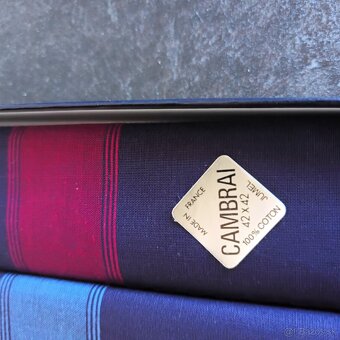 MADE IN
FRANCE
CAMBRAI
42 x 42
100% COTON
JUMEL